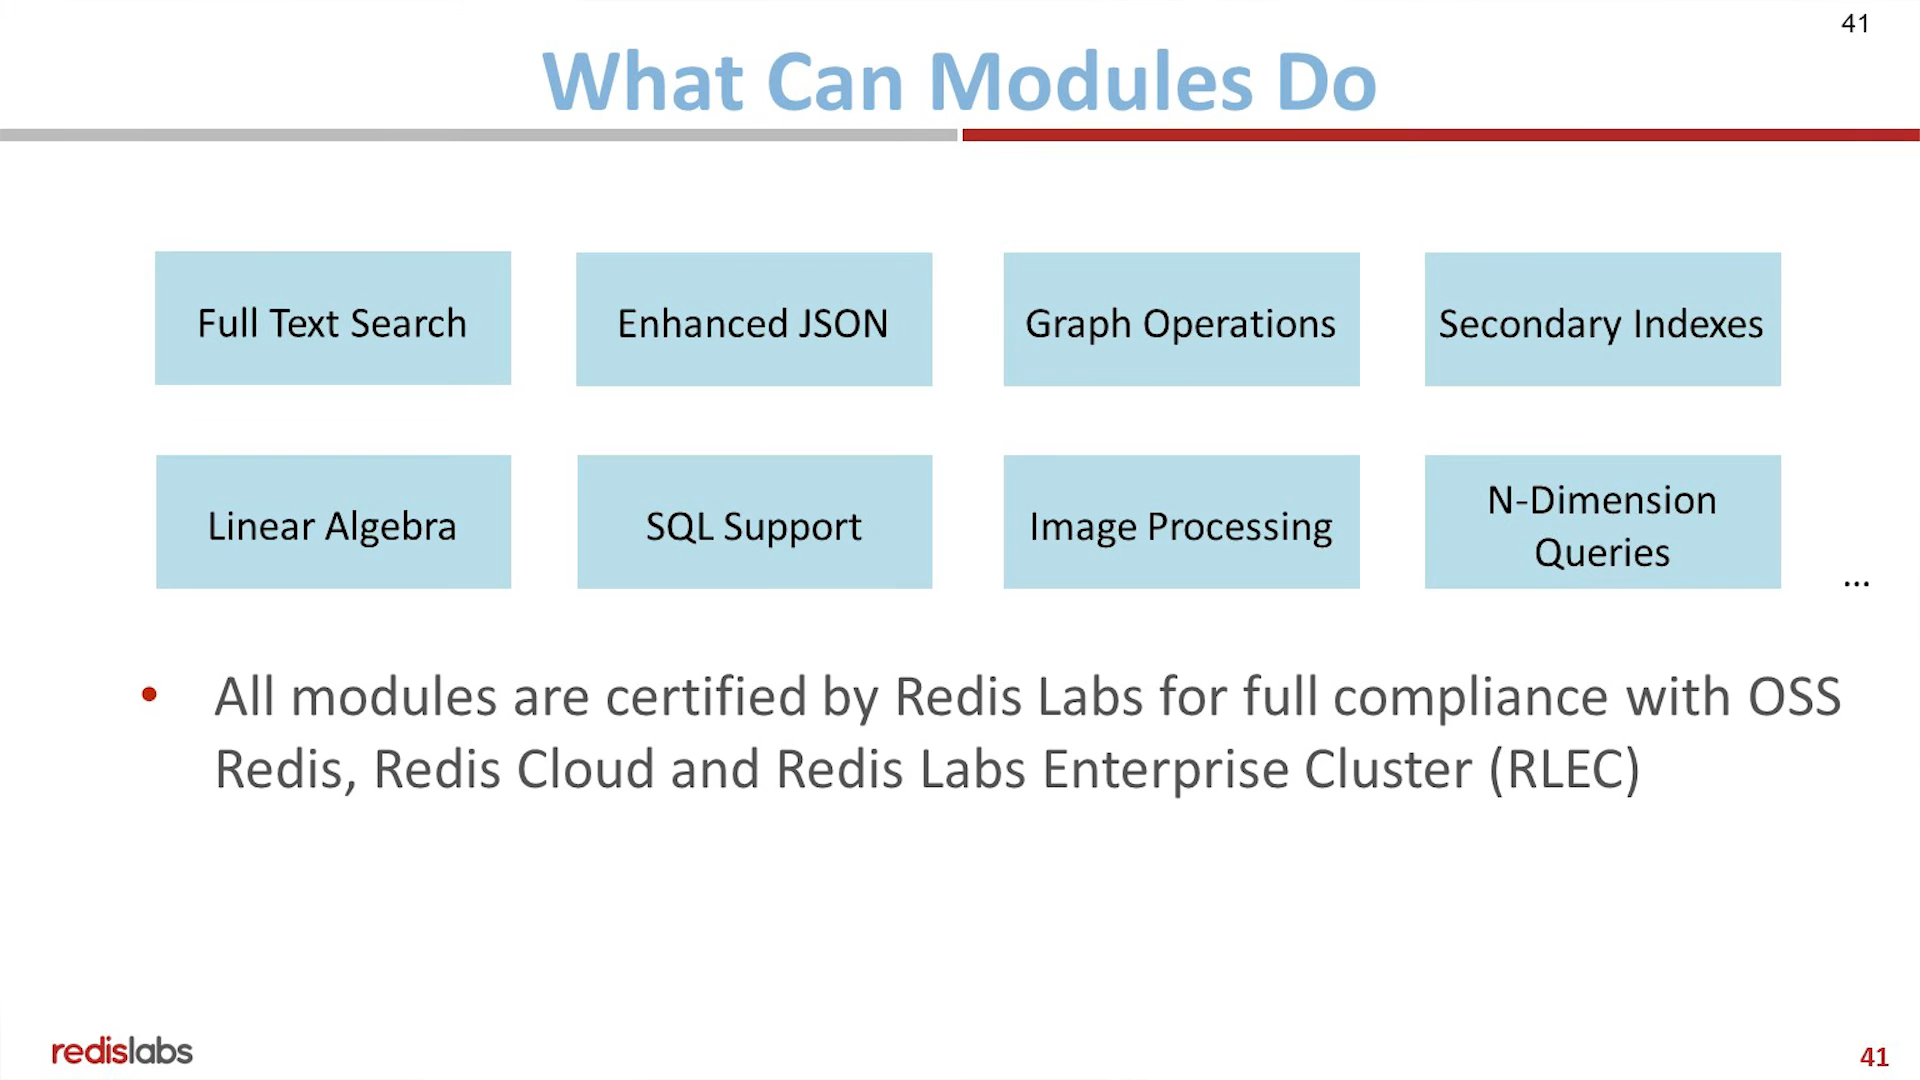 41
What Can Modules Do
Full Text Search
Enhanced JSON
Graph Operations
Secondary Indexes
Linear Algebra
SQL Support
Image Processing
N-Dimension
Queries
...
• All modules are certified by Redis Labs for full compliance with OSS
Redis, Redis Cloud and Redis Labs Enterprise Cluster (RLEC)
redislabs
41